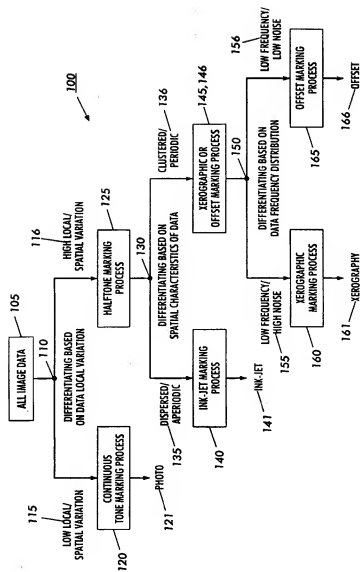 100
105
ALL IMAGE DATA
110
DIFFERENTIATING BASED
ON DATA LOCAL VARIATION
115
LOW LOCAL/
SPATIAL VARIATION
116
HIGH LOCAL/
SPATIAL VARIATION
CONTINUOUS
TONE MARKING PROCESS
120
PHOTO
121
125
HALFTONE MARKING
PROCESS
130
DIFFERENTIATING BASED ON
SPATIAL CHARACTERISTICS OF DATA
DISPERSED/
APERIODIC
135
CLUSTERED/
PERIODIC
136
INK-JET MARKING
PROCESS
140
INK-JET
141
145,146
XEROGRAPHIC OR
OFFSET MARKING
PROCESS
150
DIFFERENTIATING BASED ON
DATA FREQUENCY DISTRIBUTION
LOW FREQUENCY/
HIGH NOISE
155
156
LOW FREQUENCY/
LOW NOISE
XEROGRAPHIC
MARKING PROCESS
160
XEROGRAPHY
161
OFFSET MARKING
PROCESS
165
OFFSET
166